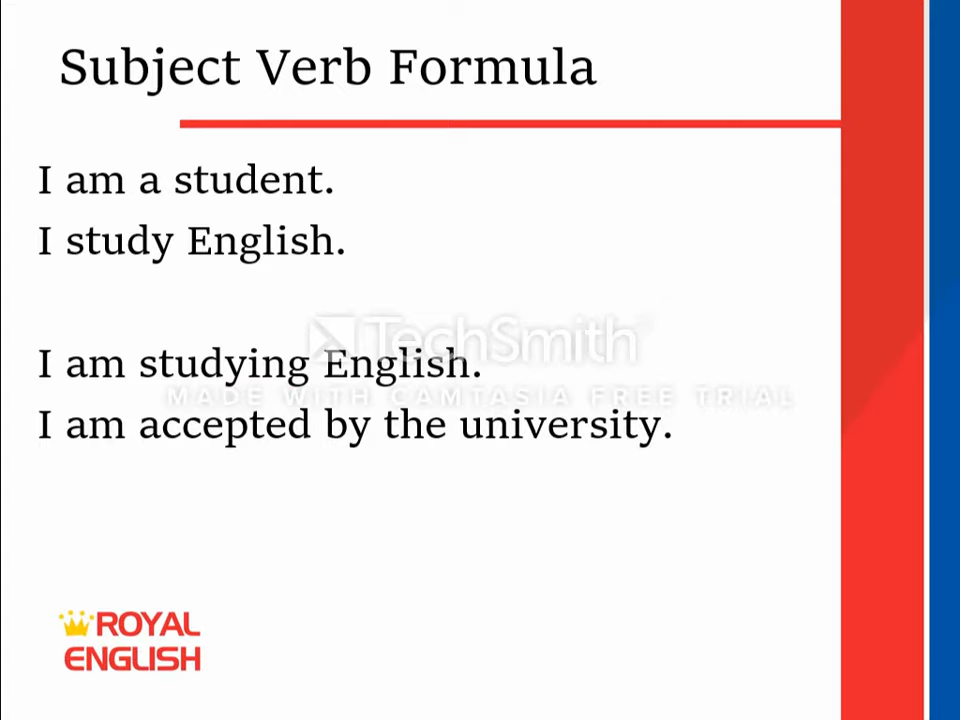 Subject Verb Formula
I am a student.
I study English.
TechSmith
I am studying English.
MADE WITH CAMTASIA FREE TRIAL
I am accepted by the university.
ROYAL
ENGLISH